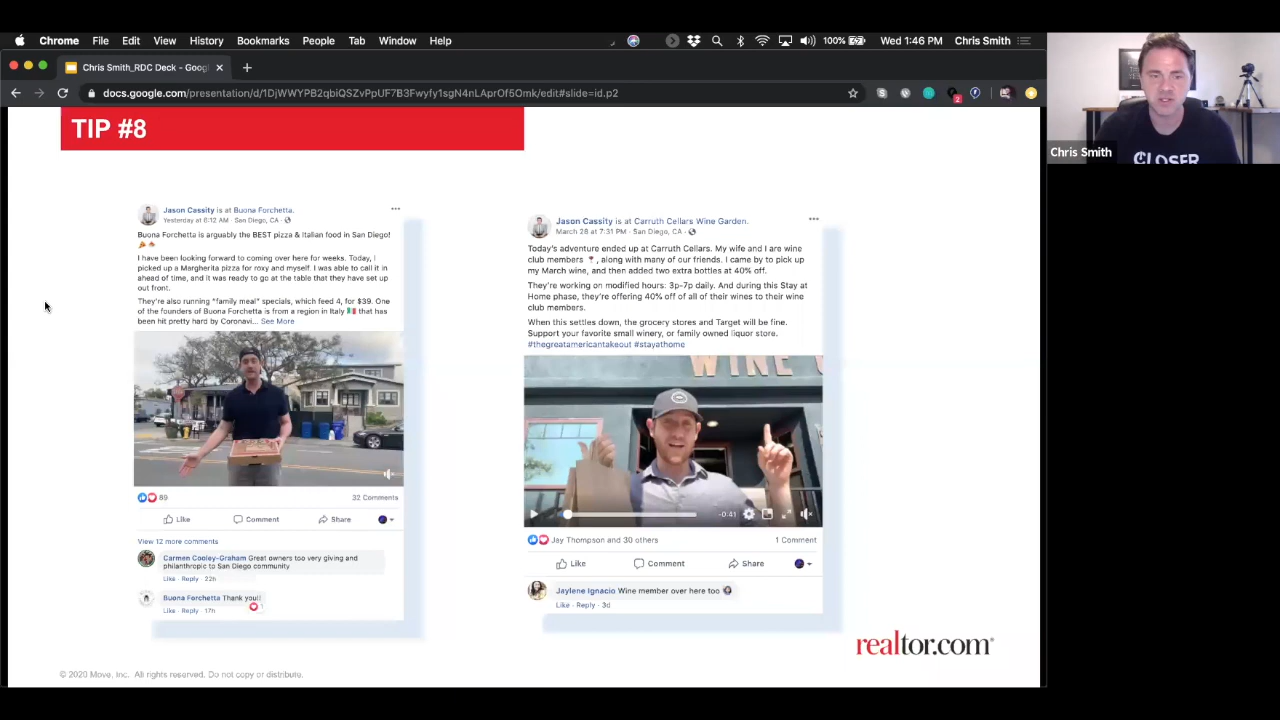 Chrome File Edit View History Bookmarks People Tab Window Help
100% Wed 1:46 PM Chris Smith
Chris Smith_RDC Deck - Goog
docs.google.com/presentation/d/1DjWWYPB2qbiQSZvPpUF7B3Fwyfy1sgN4nLAprOf5Omk/edit#slide=id.p2
2
TIP #8
Jason Cassity is at Buona Forchetta.
Yesterday at 6:12 AM · San Diego, CA ·
Buona Forchetta is arguably the BEST pizza & Italian food in San Diego!
I have been looking forward to coming over here for weeks. Today, I
picked up a Margherita pizza for roxy and myself. I was able to call it in
ahead of time, and it was ready to go at the table that they have set up
out front.
They're also running "family meal" specials, which feed 4, for $39. One
of the founders of Buona Forchetta is from a region in Italy that has
been hit pretty hard by Coronavi... See More
89
32 Comments
Like Comment Share
View 12 more comments
Carmen Cooley-Graham Great owners too very giving and
philanthropic to San Diego community
Like · Reply · 22h
Buona Forchetta Thank you!!
1
Like · Reply · 17h
Jason Cassity is at Carruth Cellars Wine Garden.
March 28 at 7:31 PM · San Diego, CA ·
Today's adventure ended up at Carruth Cellars. My wife and I are wine
club members , along with many of our friends. I came by to pick up
my March wine, and then added two extra bottles at 40% off.
They're working on modified hours: 3p-7p daily. And during this Stay at
Home phase, they're offering 40% off of all of their wines to their wine
club members.
When this settles down, the grocery stores and Target will be fine.
Support your favorite small winery, or family owned liquor store.
#thegreatamericantakeout #stayathome
WINE
-0:41
Jay Thompson and 30 others
1 Comment
Like Comment Share
Jaylene Ignacio Wine member over here too
Like · Reply · 3d
realtor.com®
© 2020 Move, Inc. All rights reserved. Do not copy or distribute.
CLOSER
Chris Smith